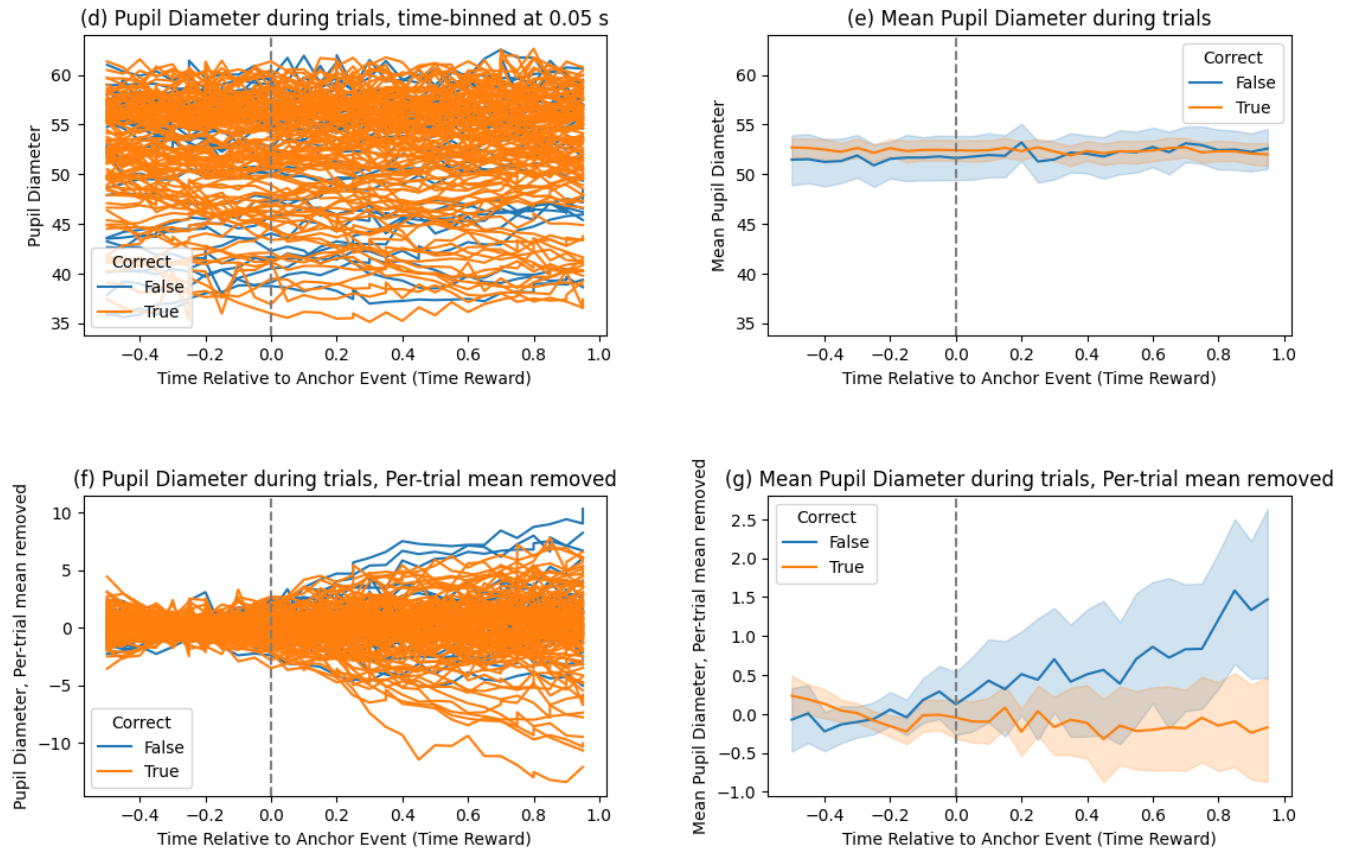 (d) Pupil Diameter during trials, time-binned at 0.05 s
Pupil Diameter
60
55
50
45
40
35
Correct
False
True
−0.4 −0.2 0.0 0.2 0.4 0.6 0.8 1.0
Time Relative to Anchor Event (Time Reward)
(e) Mean Pupil Diameter during trials
Mean Pupil Diameter
60
55
50
45
40
35
Correct
False
True
−0.4 −0.2 0.0 0.2 0.4 0.6 0.8 1.0
Time Relative to Anchor Event (Time Reward)
(f) Pupil Diameter during trials, Per-trial mean removed
Pupil Diameter, Per-trial mean removed
10
5
0
−5
−10
Correct
False
True
−0.4 −0.2 0.0 0.2 0.4 0.6 0.8 1.0
Time Relative to Anchor Event (Time Reward)
(g) Mean Pupil Diameter during trials, Per-trial mean removed
Mean Pupil Diameter, Per-trial mean removed
2.5
2.0
1.5
1.0
0.5
0.0
−0.5
−1.0
Correct
False
True
−0.4 −0.2 0.0 0.2 0.4 0.6 0.8 1.0
Time Relative to Anchor Event (Time Reward)